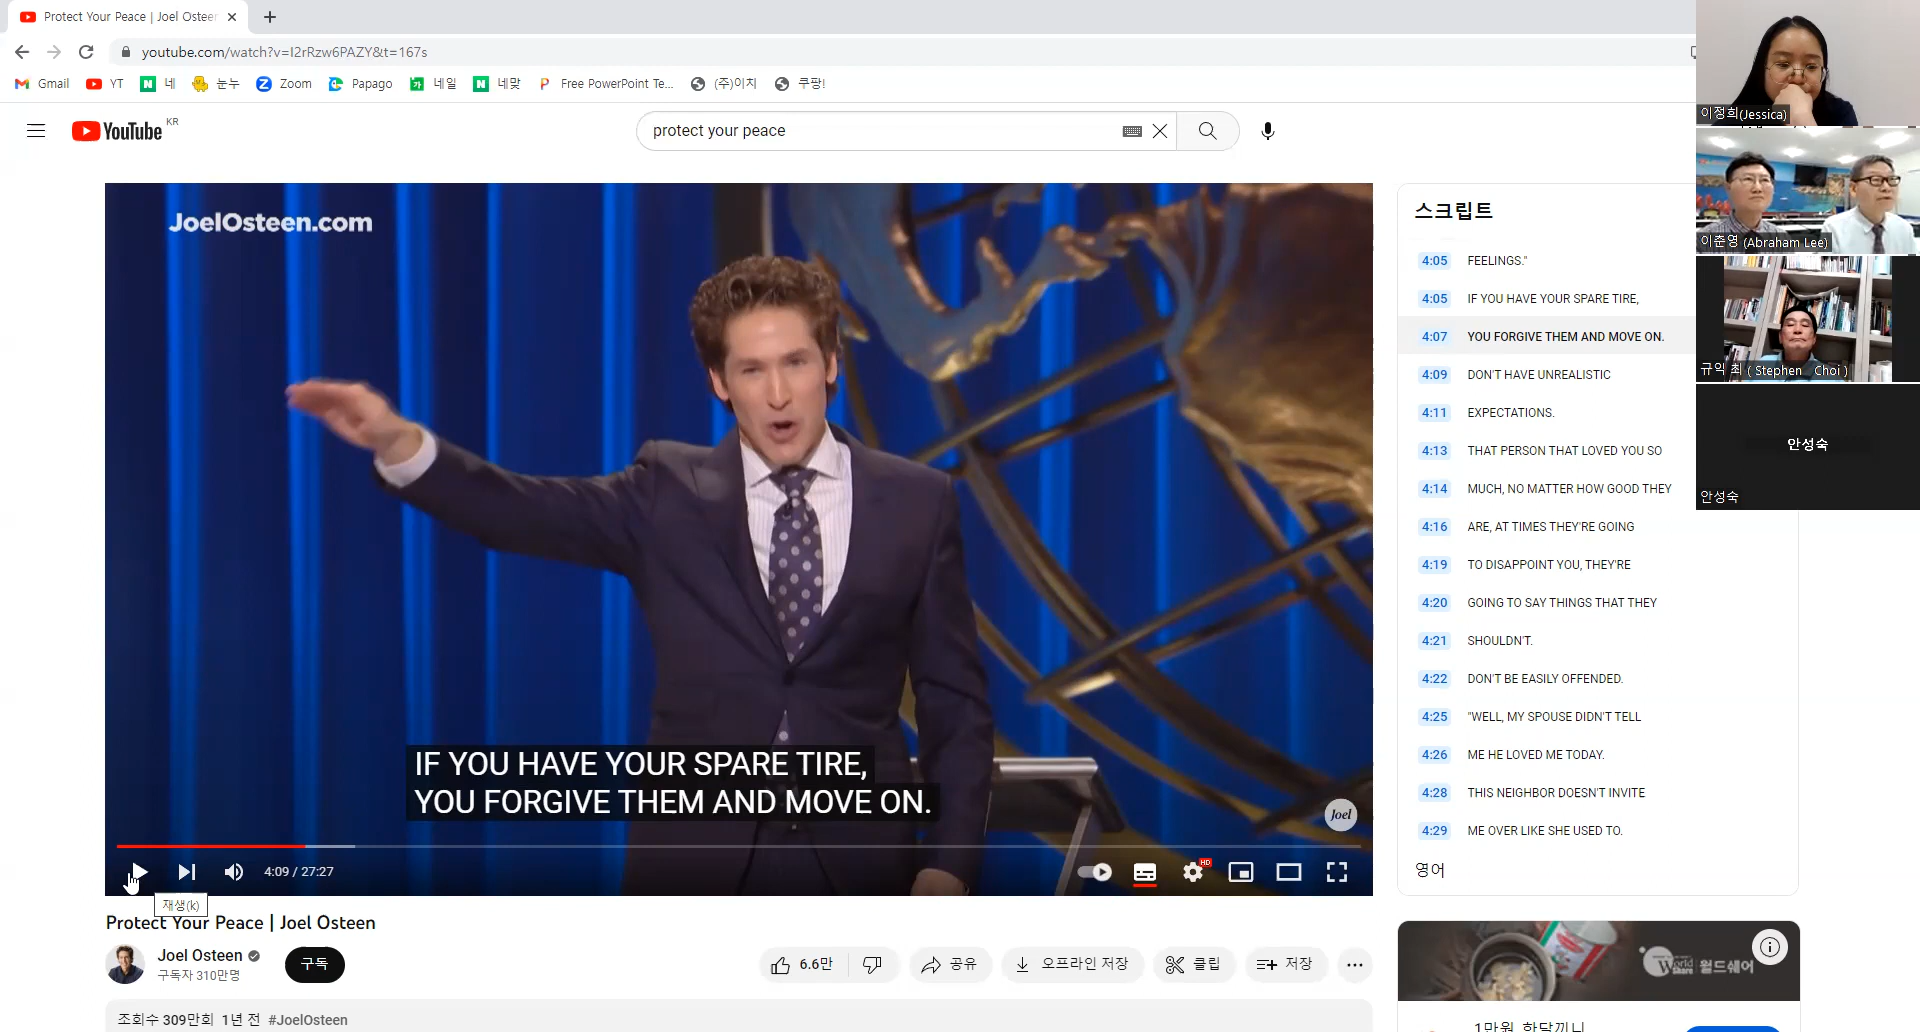 Protect Your Peace | Joel Osteen
youtube.com/watch?v=I2rRzw6PAZY&t=167s
Gmail
YT
네
눈누
Zoom
Papago
네일
네맞
Free PowerPoint Te...
(주)이치
쿠팡!
YouTube KR
protect your peace
JoelOsteen.com
IF YOU HAVE YOUR SPARE TIRE,
YOU FORGIVE THEM AND MOVE ON.
Joel
4:09 / 27:27
HD
재생(k)
Protect Your Peace | Joel Osteen
Joel Osteen
구독자 310만명
구독
6.6만
공유
오프라인 저장
클립
저장
조회수 309만회 1년 전 #JoelOsteen
스크립트
4:05 FEELINGS."
4:05 IF YOU HAVE YOUR SPARE TIRE,
4:07 YOU FORGIVE THEM AND MOVE ON.
4:09 DON'T HAVE UNREALISTIC
4:11 EXPECTATIONS.
4:13 THAT PERSON THAT LOVED YOU SO
4:14 MUCH, NO MATTER HOW GOOD THEY
4:16 ARE, AT TIMES THEY'RE GOING
4:19 TO DISAPPOINT YOU, THEY'RE
4:20 GOING TO SAY THINGS THAT THEY
4:21 SHOULDN'T.
4:22 DON'T BE EASILY OFFENDED.
4:25 "WELL, MY SPOUSE DIDN'T TELL
4:26 ME HE LOVED ME TODAY.
4:28 THIS NEIGHBOR DOESN'T INVITE
4:29 ME OVER LIKE SHE USED TO.
영어
World Share 월드쉐어
1만원 한달끼니
이정희(Jessica)
이춘영 (Abraham Lee)
규익 최 ( Stephen Choi )
안성숙
안성숙